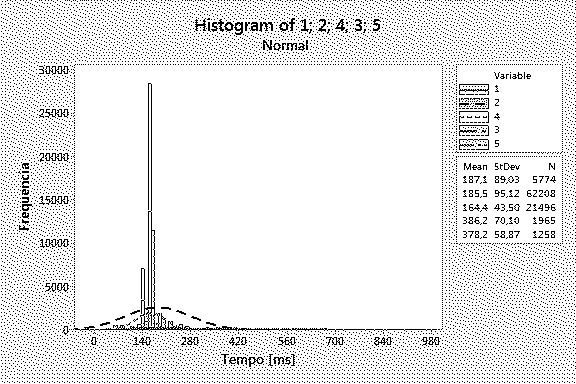 Histogram of 1; 2; 4; 3; 5
Normal
Frequencia
30000
25000
20000
15000
10000
5000
0
0 140 280 420 560 700 840 980
Tempo [ms]
Variable
1
2
4
3
5
Mean StDev N
187,1 89,03 5774
185,5 95,12 62208
164,4 43,50 21496
386,2 70,10 1965
378,2 58,87 1258